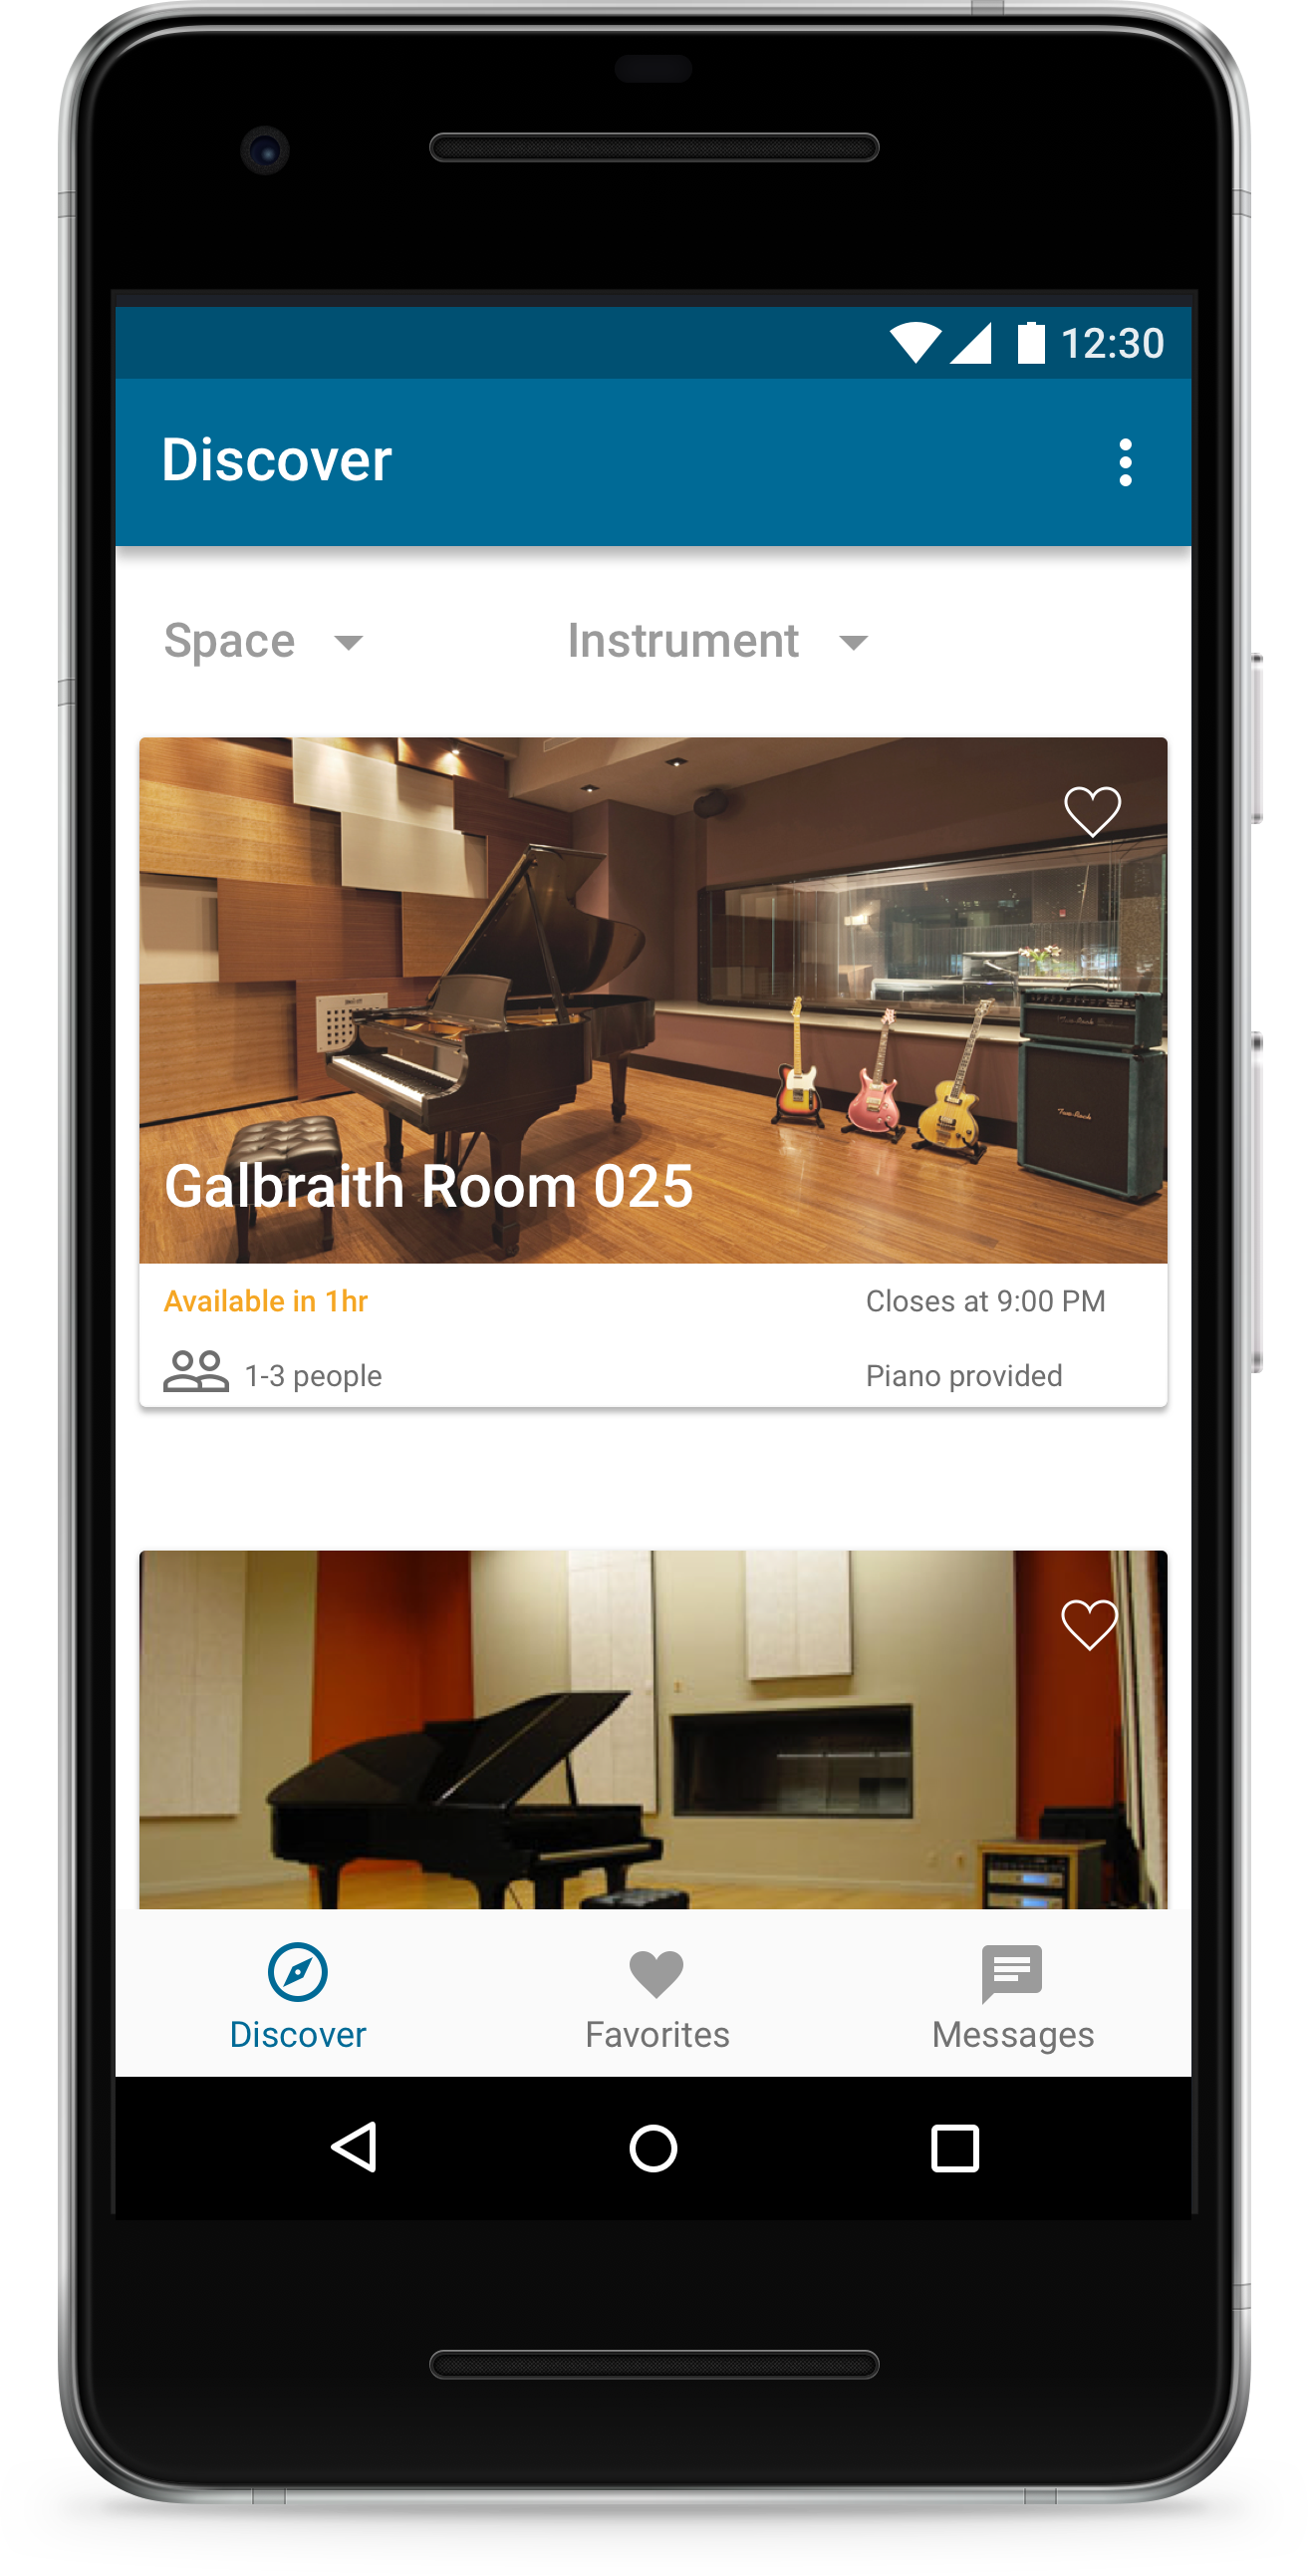 12:30
Discover
Space Instrument
Galbraith Room 025
Available in 1hr Closes at 9:00 PM
1-3 people Piano provided
Discover Favorites Messages